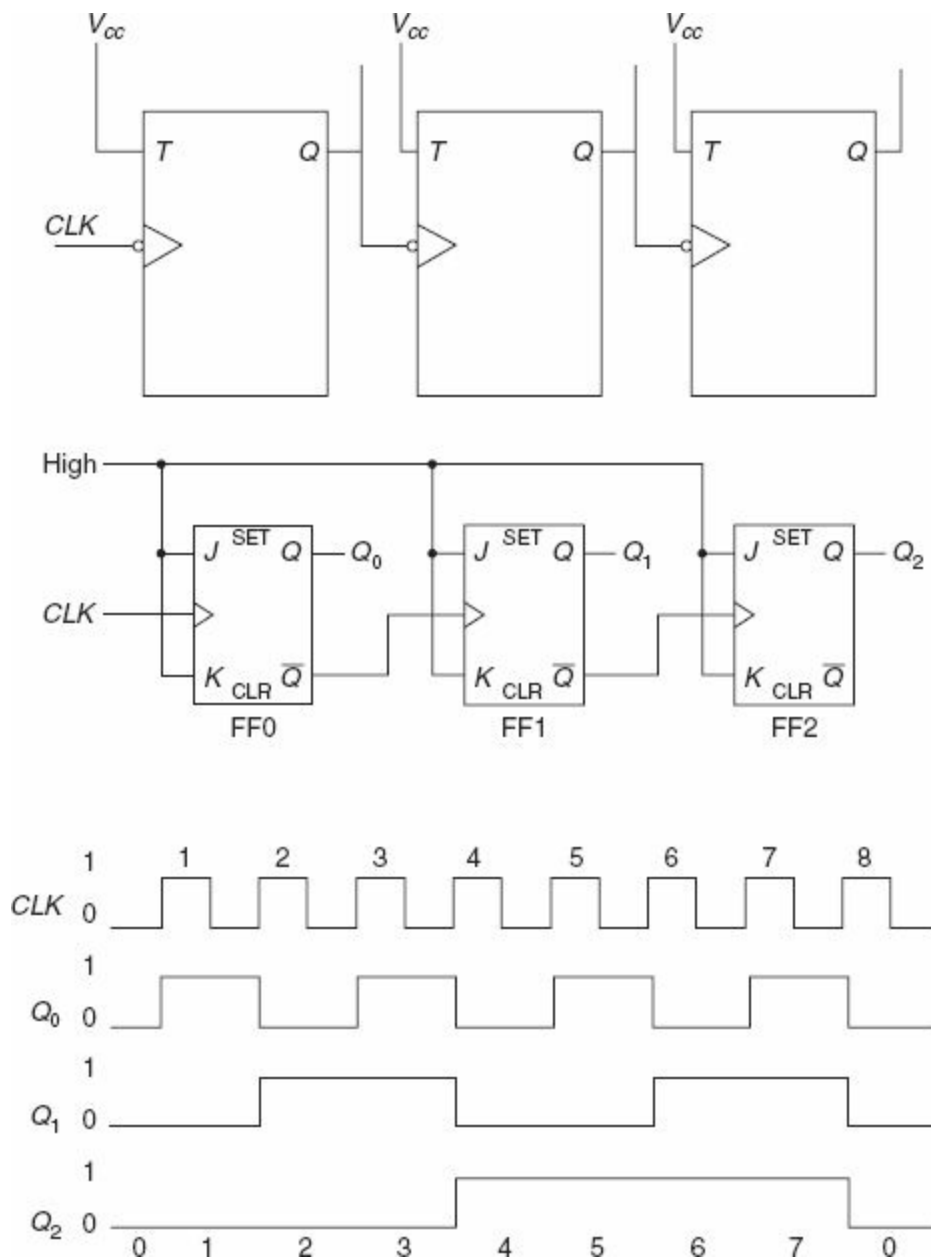 Vcc Vcc Vcc
T Q T Q T Q
CLK
High
J SET Q Q0 J SET Q Q1 J SET Q Q2
CLK
K CLR Q̅ K CLR Q̅ K CLR Q̅
FF0 FF1 FF2
1 2 3 4 5 6 7 8
1
CLK 0
1
Q0 0
1
Q1 0
1
Q2 0
0 1 2 3 4 5 6 7 0